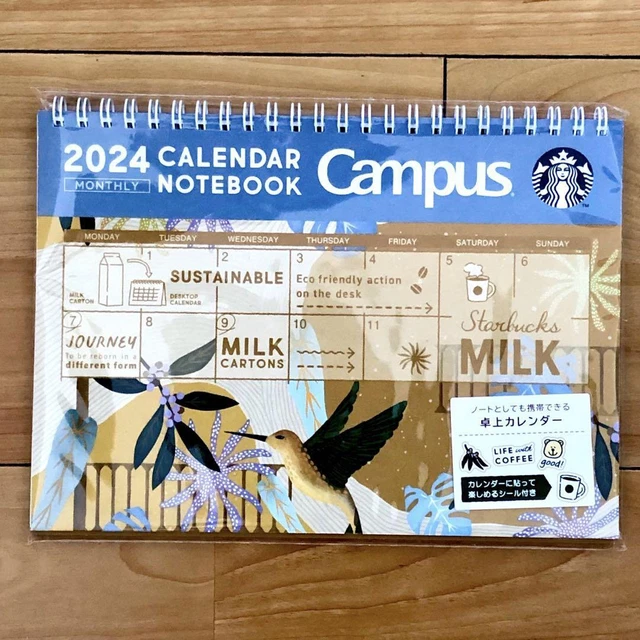 2024 CALENDAR
MONTHLY NOTEBOOK
Campus
MONDAY TUESDAY WEDNESDAY THURSDAY FRIDAY SATURDAY SUNDAY
1 2 3 4 5 6
MILK CARTON
DESKTOP CALENDAR
SUSTAINABLE
Eco friendly action
on the desk
7 8 9 10 11
JOURNEY
To be reborn in a
different form
MILK
CARTONS
Starbucks
MILK
ノートとしても携帯できる
卓上カレンダー
LIFE with
COFFEE
good!
カレンダーに貼って
楽しめるシール付き